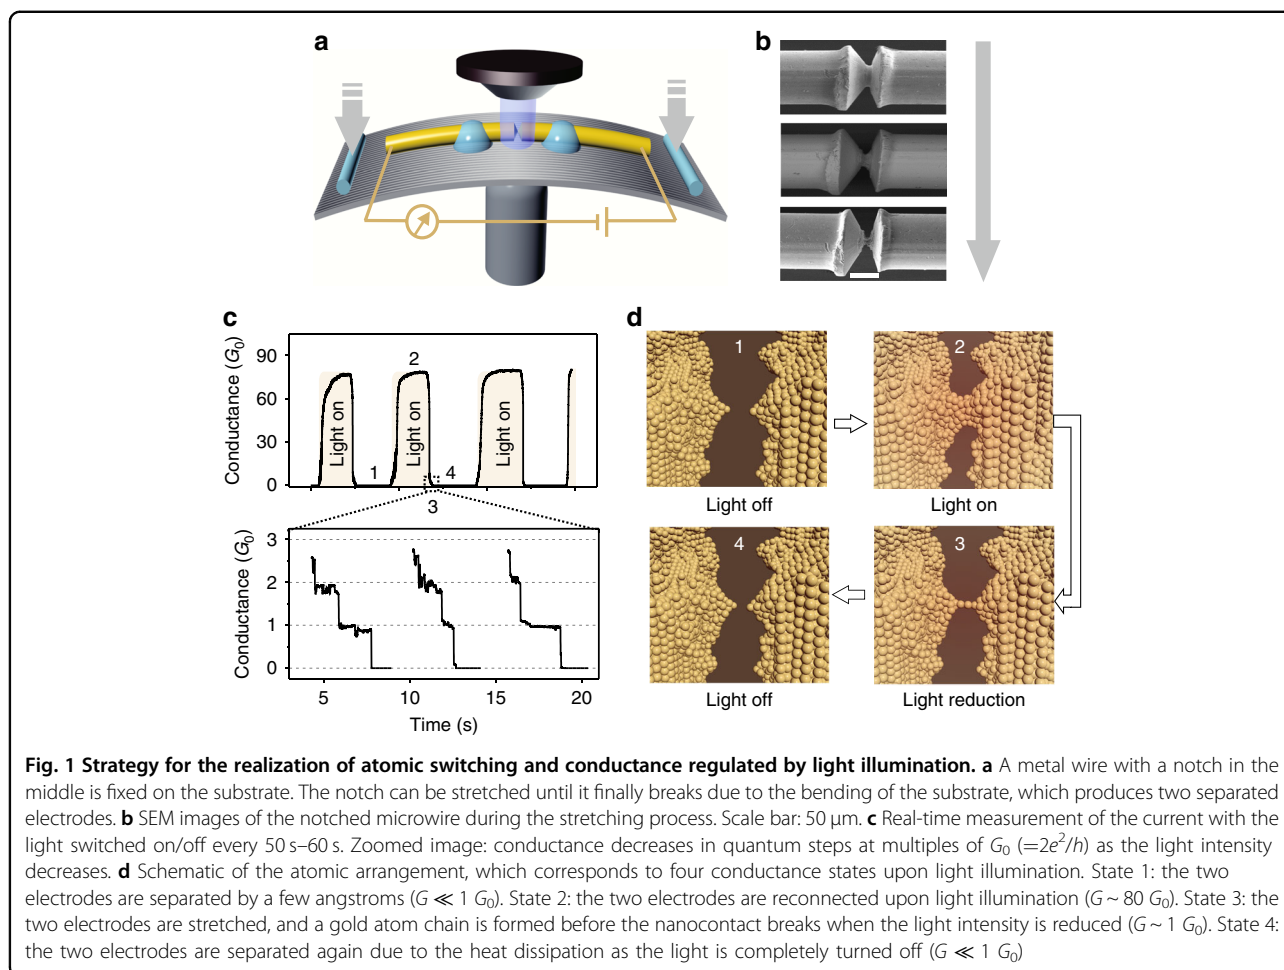 a
b
c
d
Conductance (G₀)
90
60
30
0
Light on
Light on
Light on
1
2
3
4
Conductance (G₀)
3
2
1
0
5
10
15
20
Time (s)
1
Light off
2
Light on
4
Light off
3
Light reduction
Fig. 1 Strategy for the realization of atomic switching and conductance regulated by light illumination. a A metal wire with a notch in the
middle is fixed on the substrate. The notch can be stretched until it finally breaks due to the bending of the substrate, which produces two separated
electrodes. b SEM images of the notched microwire during the stretching process. Scale bar: 50 μm. c Real-time measurement of the current with the
light switched on/off every 50 s–60 s. Zoomed image: conductance decreases in quantum steps at multiples of G₀ (=2e²/h) as the light intensity
decreases. d Schematic of the atomic arrangement, which corresponds to four conductance states upon light illumination. State 1: the two
electrodes are separated by a few angstroms (G ≪ 1 G₀). State 2: the two electrodes are reconnected upon light illumination (G ~ 80 G₀). State 3: the
two electrodes are stretched, and a gold atom chain is formed before the nanocontact breaks when the light intensity is reduced (G ~ 1 G₀). State 4:
the two electrodes are separated again due to the heat dissipation as the light is completely turned off (G ≪ 1 G₀)